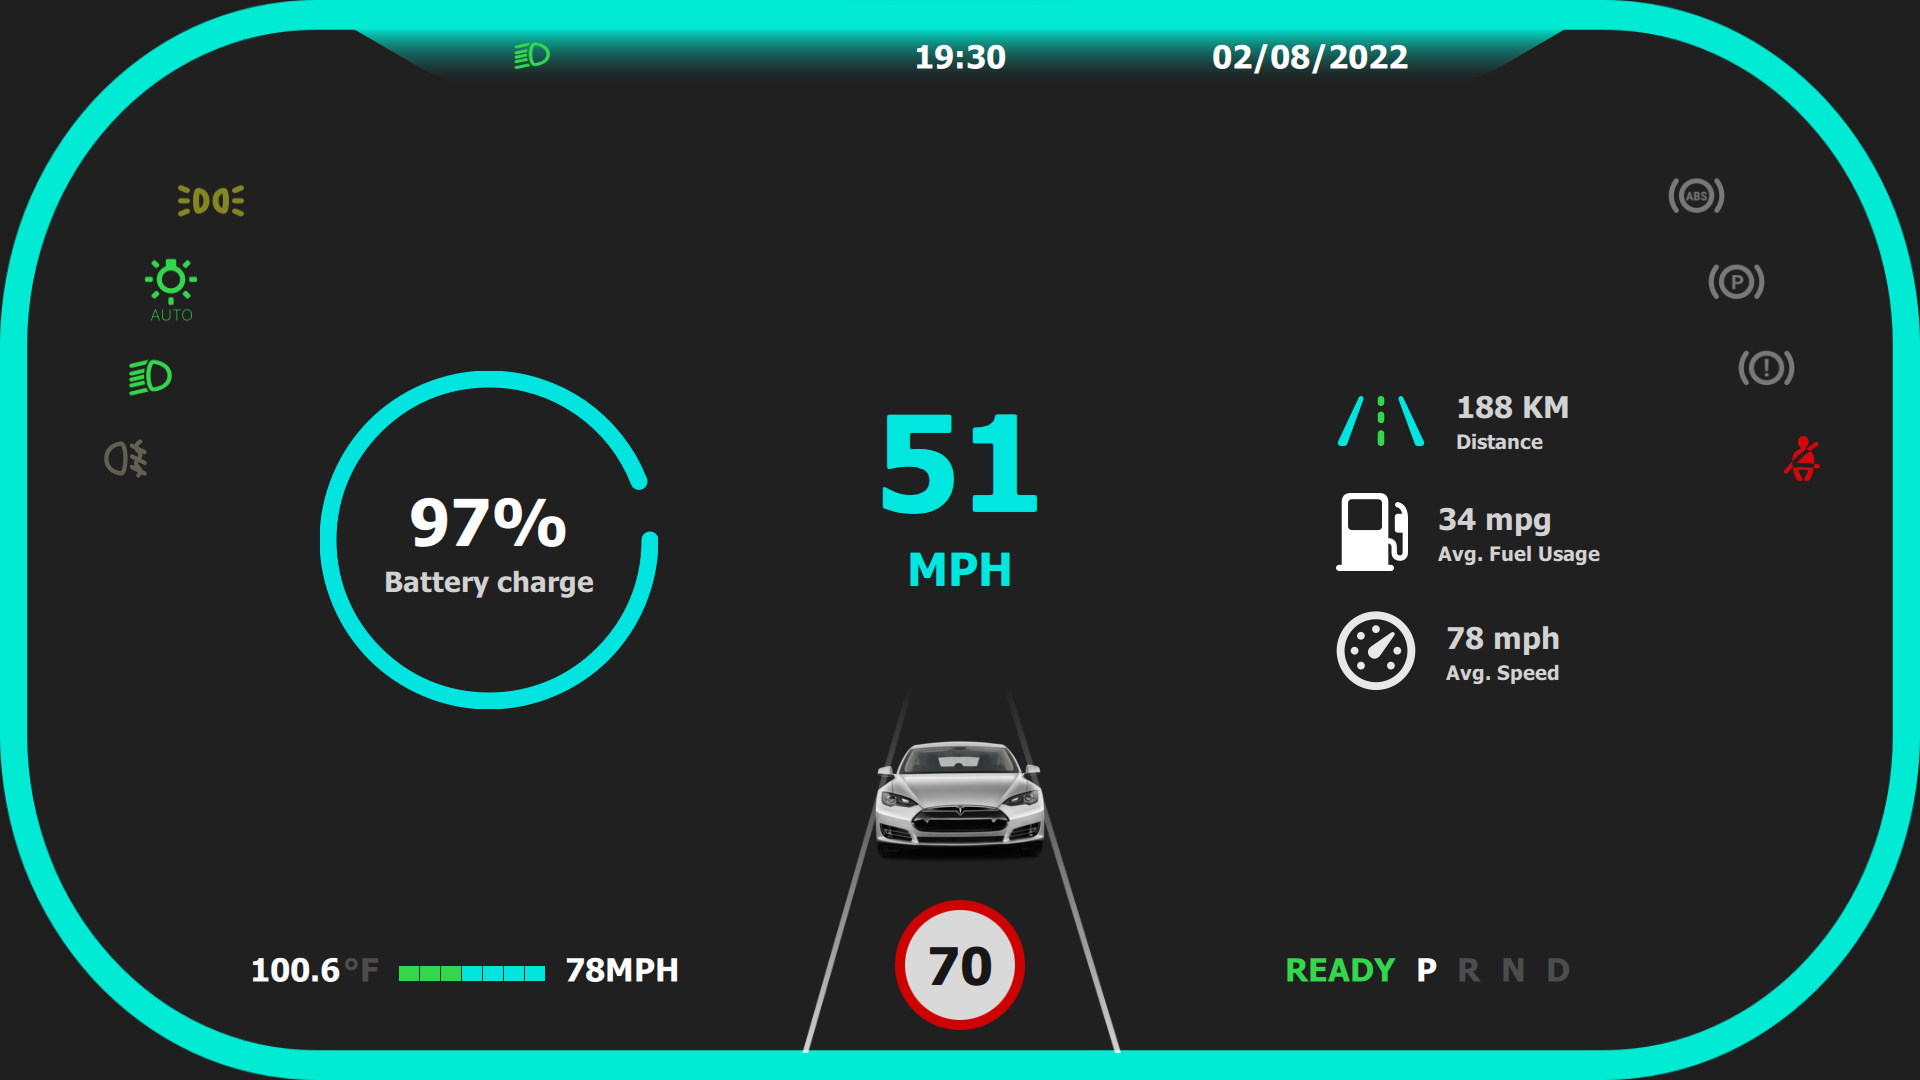 19:30
02/08/2022
ABS
P
!
AUTO
51
MPH
97%
Battery charge
188 KM
Distance
34 mpg
Avg. Fuel Usage
78 mph
Avg. Speed
100.6°F
78MPH
70
READY P R N D